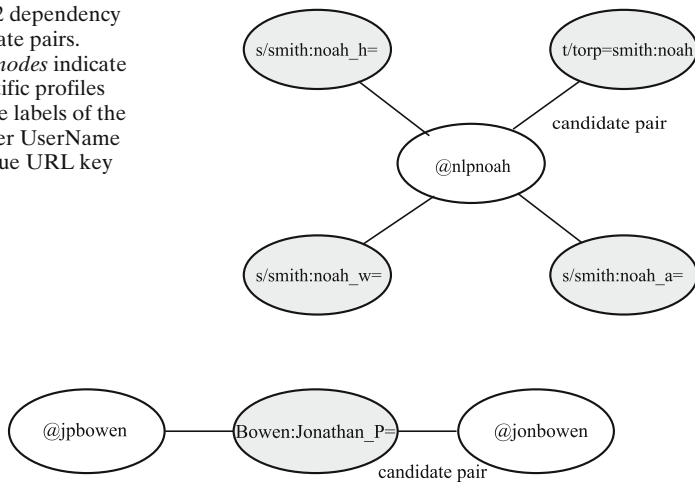 2 dependency
ate pairs.
nodes indicate
tific profiles
e labels of the
er UserName
ue URL key
s/smith:noah_h=
t/torp=smith:noah
candidate pair
@nlpnoah
s/smith:noah_w=
s/smith:noah_a=
@jpbowen
Bowen:Jonathan_P=
@jonbowen
candidate pair